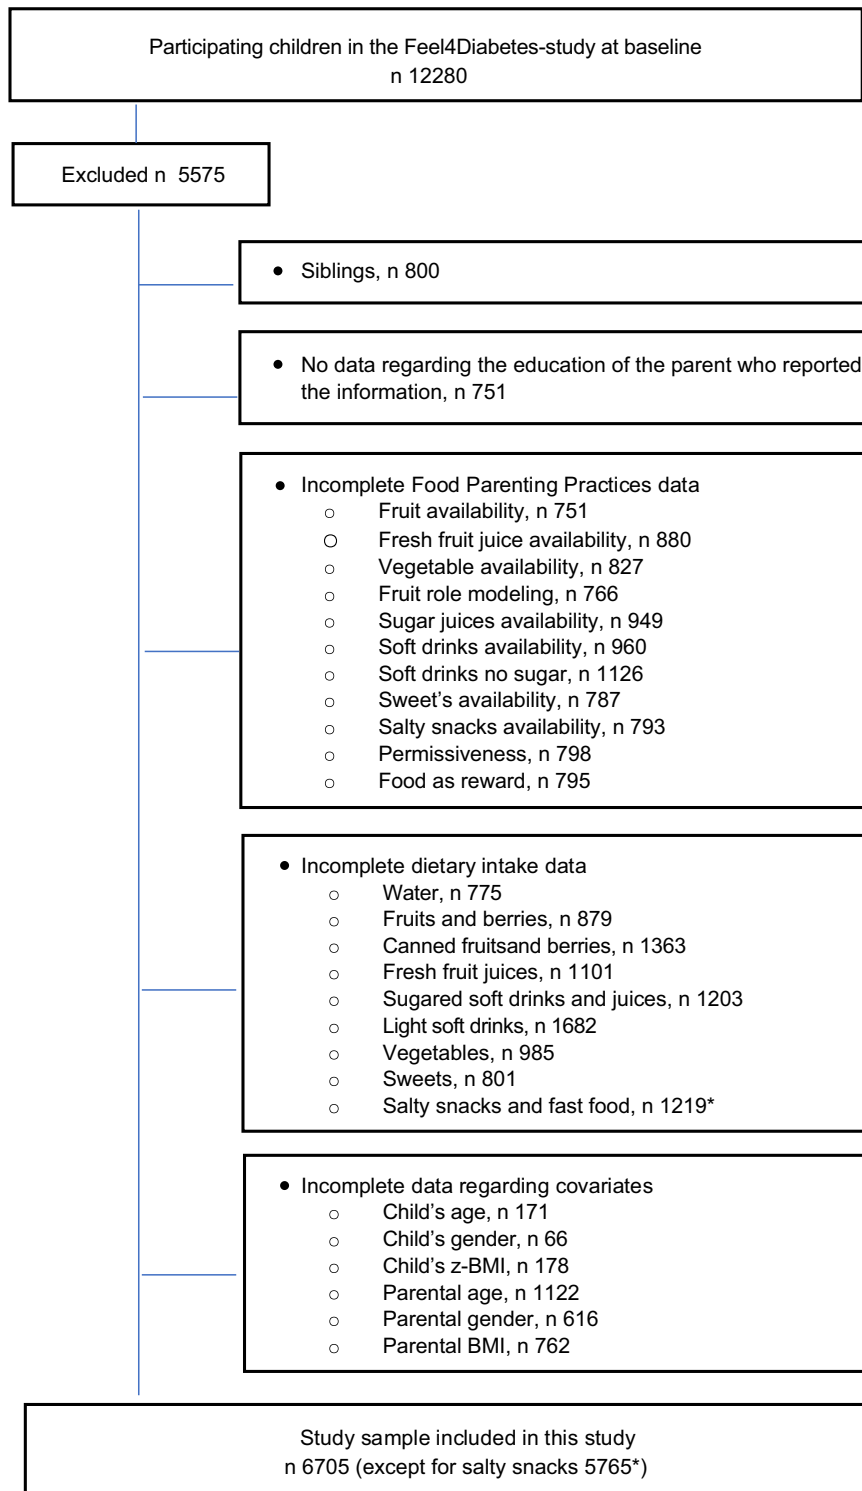 Participating children in the Feel4Diabetes-study at baseline
n 12280
Excluded n 5575
● Siblings, n 800
● No data regarding the education of the parent who reported
the information, n 751
● Incomplete Food Parenting Practices data
○ Fruit availability, n 751
○ Fresh fruit juice availability, n 880
○ Vegetable availability, n 827
○ Fruit role modeling, n 766
○ Sugar juices availability, n 949
○ Soft drinks availability, n 960
○ Soft drinks no sugar, n 1126
○ Sweet's availability, n 787
○ Salty snacks availability, n 793
○ Permissiveness, n 798
○ Food as reward, n 795
● Incomplete dietary intake data
○ Water, n 775
○ Fruits and berries, n 879
○ Canned fruitsand berries, n 1363
○ Fresh fruit juices, n 1101
○ Sugared soft drinks and juices, n 1203
○ Light soft drinks, n 1682
○ Vegetables, n 985
○ Sweets, n 801
○ Salty snacks and fast food, n 1219*
● Incomplete data regarding covariates
○ Child's age, n 171
○ Child's gender, n 66
○ Child's z-BMI, n 178
○ Parental age, n 1122
○ Parental gender, n 616
○ Parental BMI, n 762
Study sample included in this study
n 6705 (except for salty snacks 5765*)